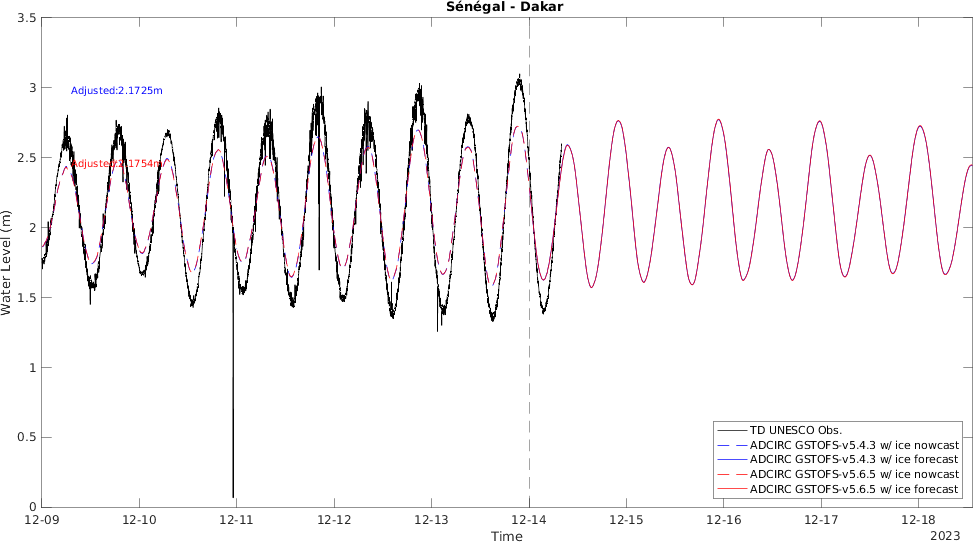 Sénégal - Dakar
3.5
3
2.5
2
1.5
1
0.5
0
Water Level (m)
Adjusted:2.1725m
Adjusted:2.1754m
TD UNESCO Obs.
ADCIRC GSTOFS-v5.4.3 w/ ice nowcast
ADCIRC GSTOFS-v5.4.3 w/ ice forecast
ADCIRC GSTOFS-v5.6.5 w/ ice nowcast
ADCIRC GSTOFS-v5.6.5 w/ ice forecast
12-09 12-10 12-11 12-12 12-13 12-14 12-15 12-16 12-17 12-18
Time
2023